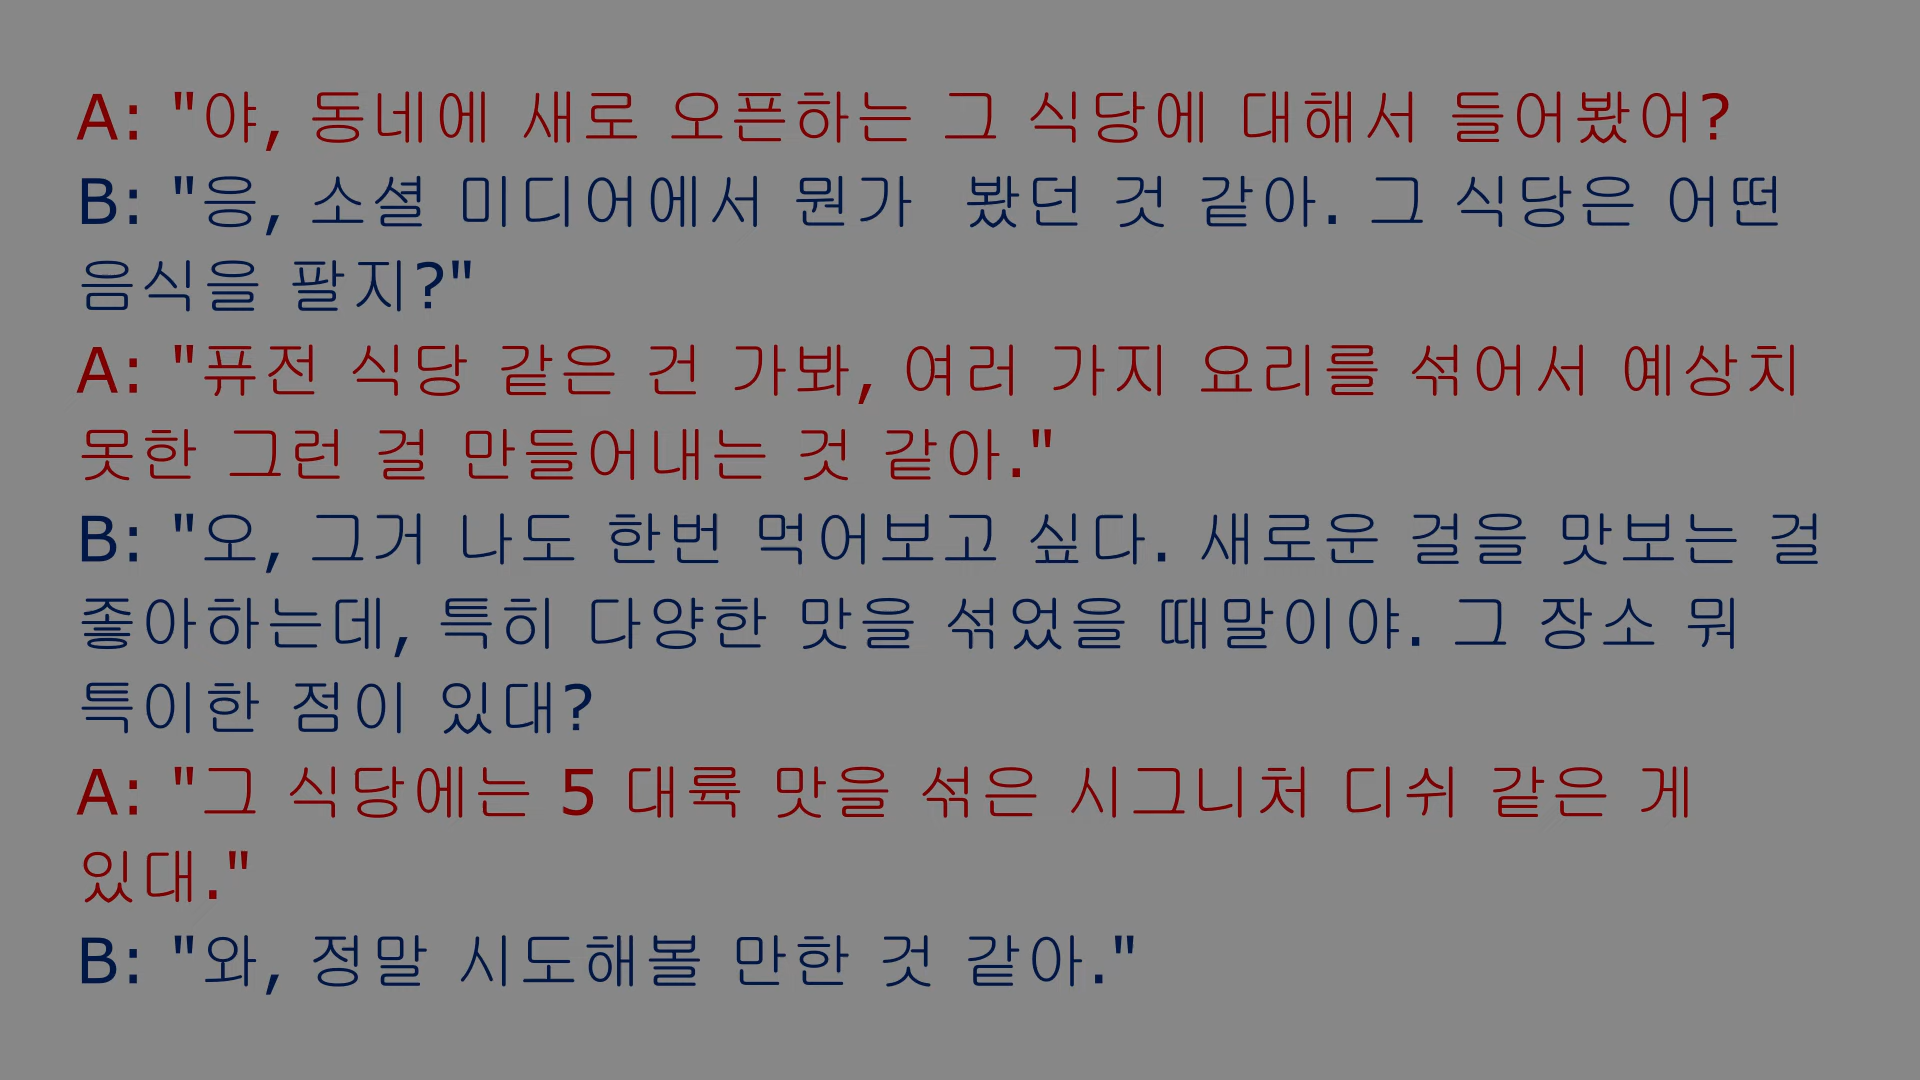 A: "야, 동네에 새로 오픈하는 그 식당에 대해서 들어봤어?
B: "응, 소셜 미디어에서 뭔가  봤던 것 같아. 그 식당은 어떤
음식을 팔지?"
A: "퓨전 식당 같은 건 가봐, 여러 가지 요리를 섞어서 예상치
못한 그런 걸 만들어내는 것 같아."
B: "오, 그거 나도 한번 먹어보고 싶다. 새로운 걸을 맛보는 걸
좋아하는데, 특히 다양한 맛을 섞었을 때말이야. 그 장소 뭐
특이한 점이 있대?
A: "그 식당에는 5 대륙 맛을 섞은 시그니처 디쉬 같은 게
있대."
B: "와, 정말 시도해볼 만한 것 같아."